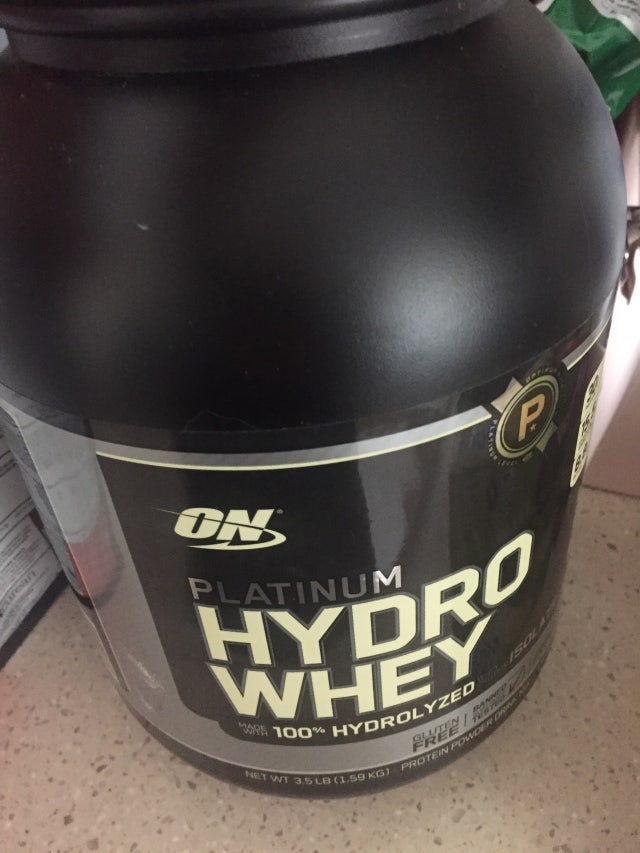 ON
PLATINUM
HYDRO
WHEY
MADE WITH 100% HYDROLYZED
GLUTEN
FREE
BANNED
NET WT 3.5 LB (1.59 KG) PROTEIN POWDER DRINK
P